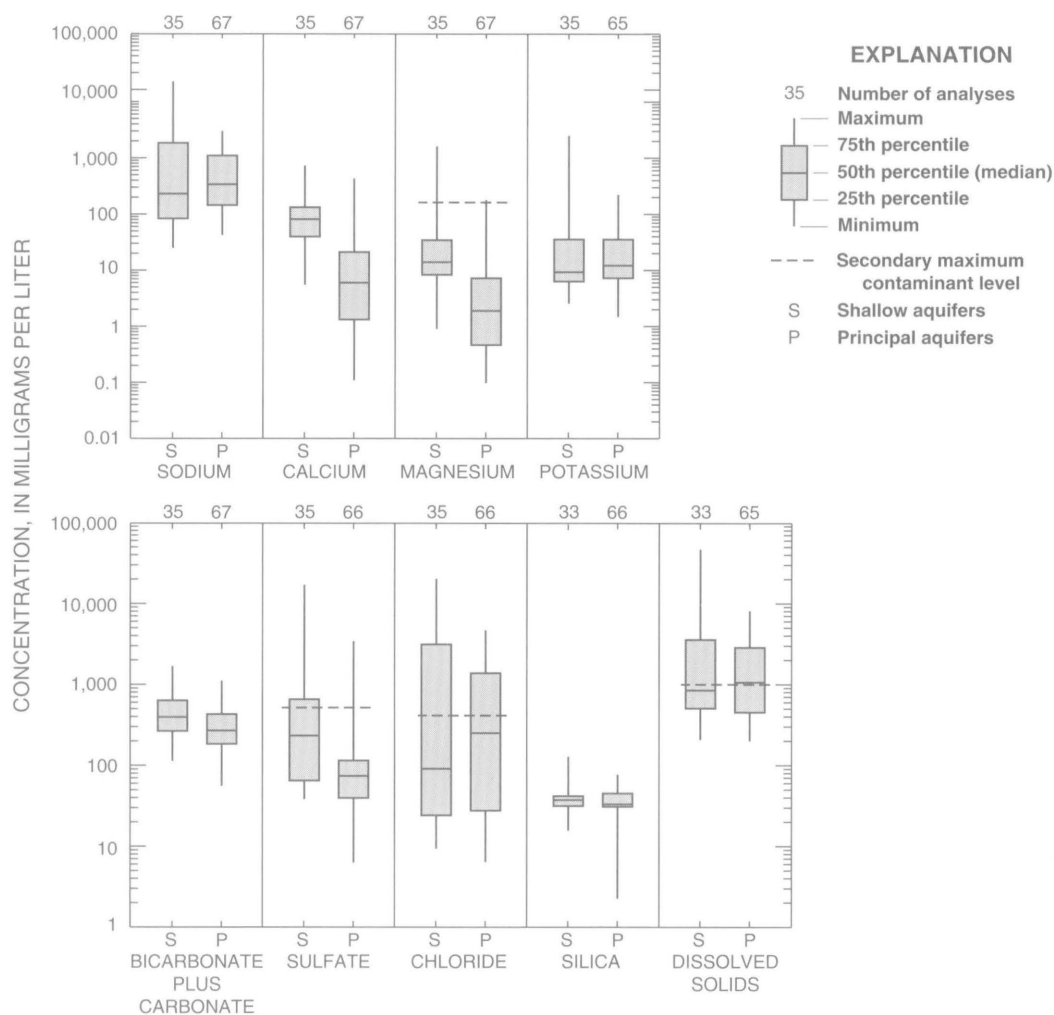 CONCENTRATION, IN MILLIGRAMS PER LITER
35 67 35 67 35 67 35 65
100,000
10,000
1,000
100
10
1
0.1
0.01
S P S P S P S P
SODIUM CALCIUM MAGNESIUM POTASSIUM
EXPLANATION
35 Number of analyses
Maximum
75th percentile
50th percentile (median)
25th percentile
Minimum
Secondary maximum
contaminant level
S Shallow aquifers
P Principal aquifers
35 67 35 66 35 66 33 66 33 65
100,000
10,000
1,000
100
10
1
S P S P S P S P S P
BICARBONATE SULFATE CHLORIDE SILICA DISSOLVED
PLUS SOLIDS
CARBONATE